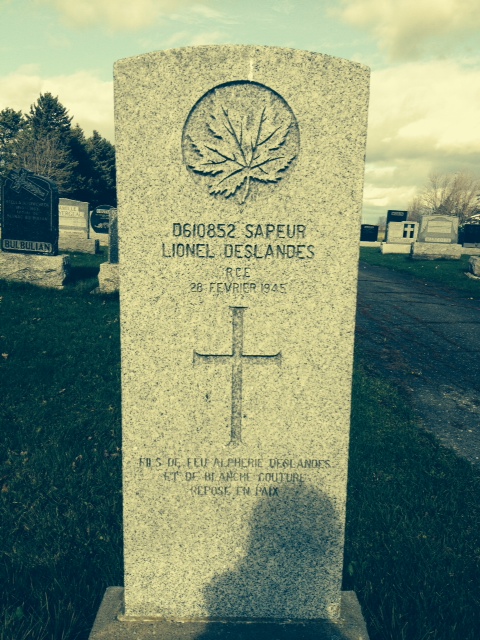 D610852 SAPEUR
LIONEL DESLANDES
RCE
28 FEVRIER 1945
FILS DE FEU ALPHERIE DESLANDES
ET DE BLANCHE COUTURE
REPOSE EN PAIX
BULBULIAN